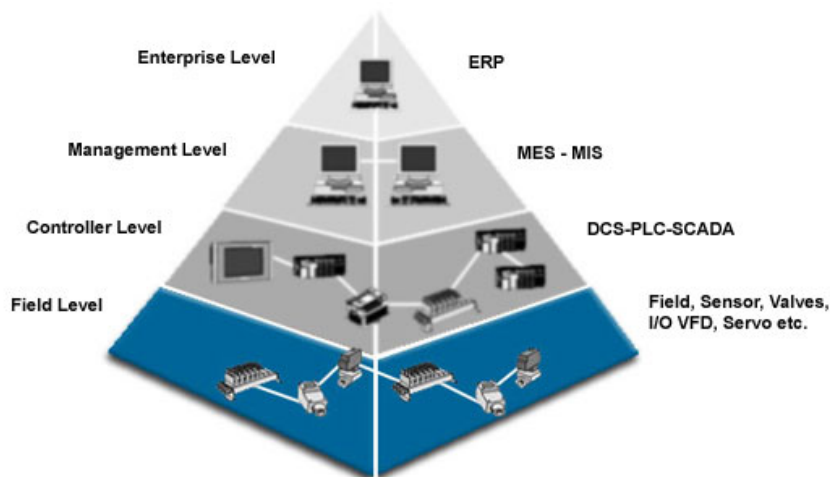 Enterprise Level
ERP
Management Level
MES - MIS
Controller Level
DCS-PLC-SCADA
Field Level
Field, Sensor, Valves,
I/O VFD, Servo etc.